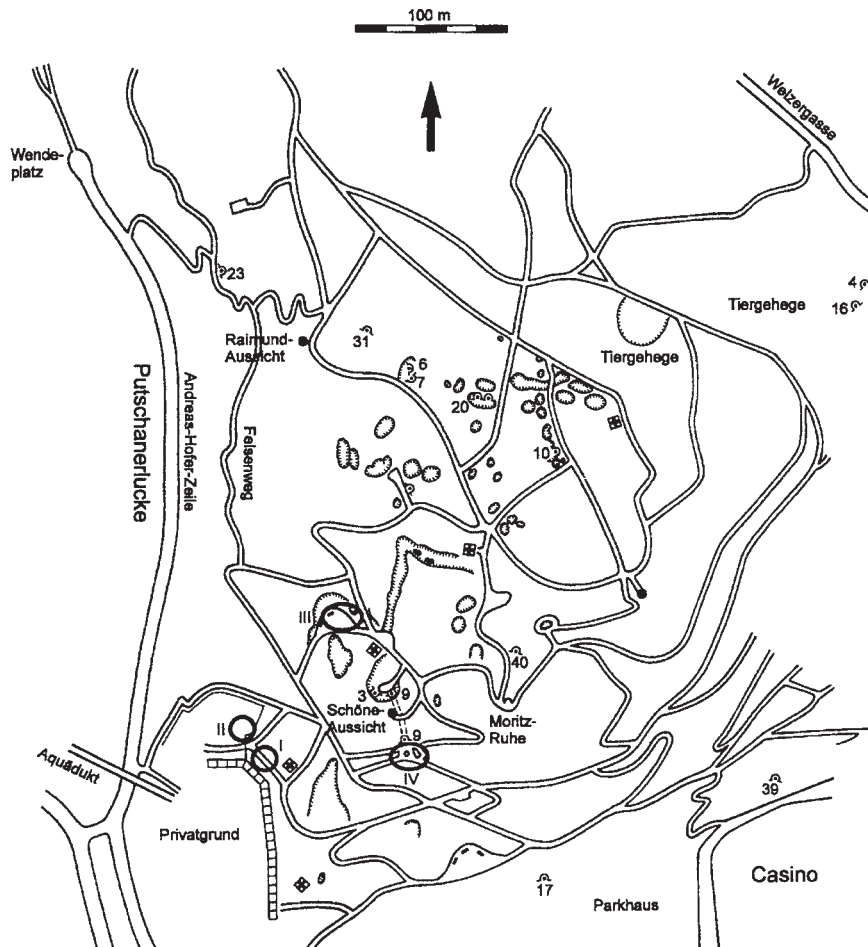 100 m
Welzergasse
Wende-
platz
23
4
16
Tiergehege
Tiergehege
Raimund-
Aussicht
31
6
7
20
10
Putschanerlucke
Andreas-Hofer-Zeile
Felsenweg
III
40
3
9
Schöne-
Aussicht
Moritz-
Ruhe
II
I
9
IV
Aquädukt
39
Privatgrund
17
Parkhaus
Casino